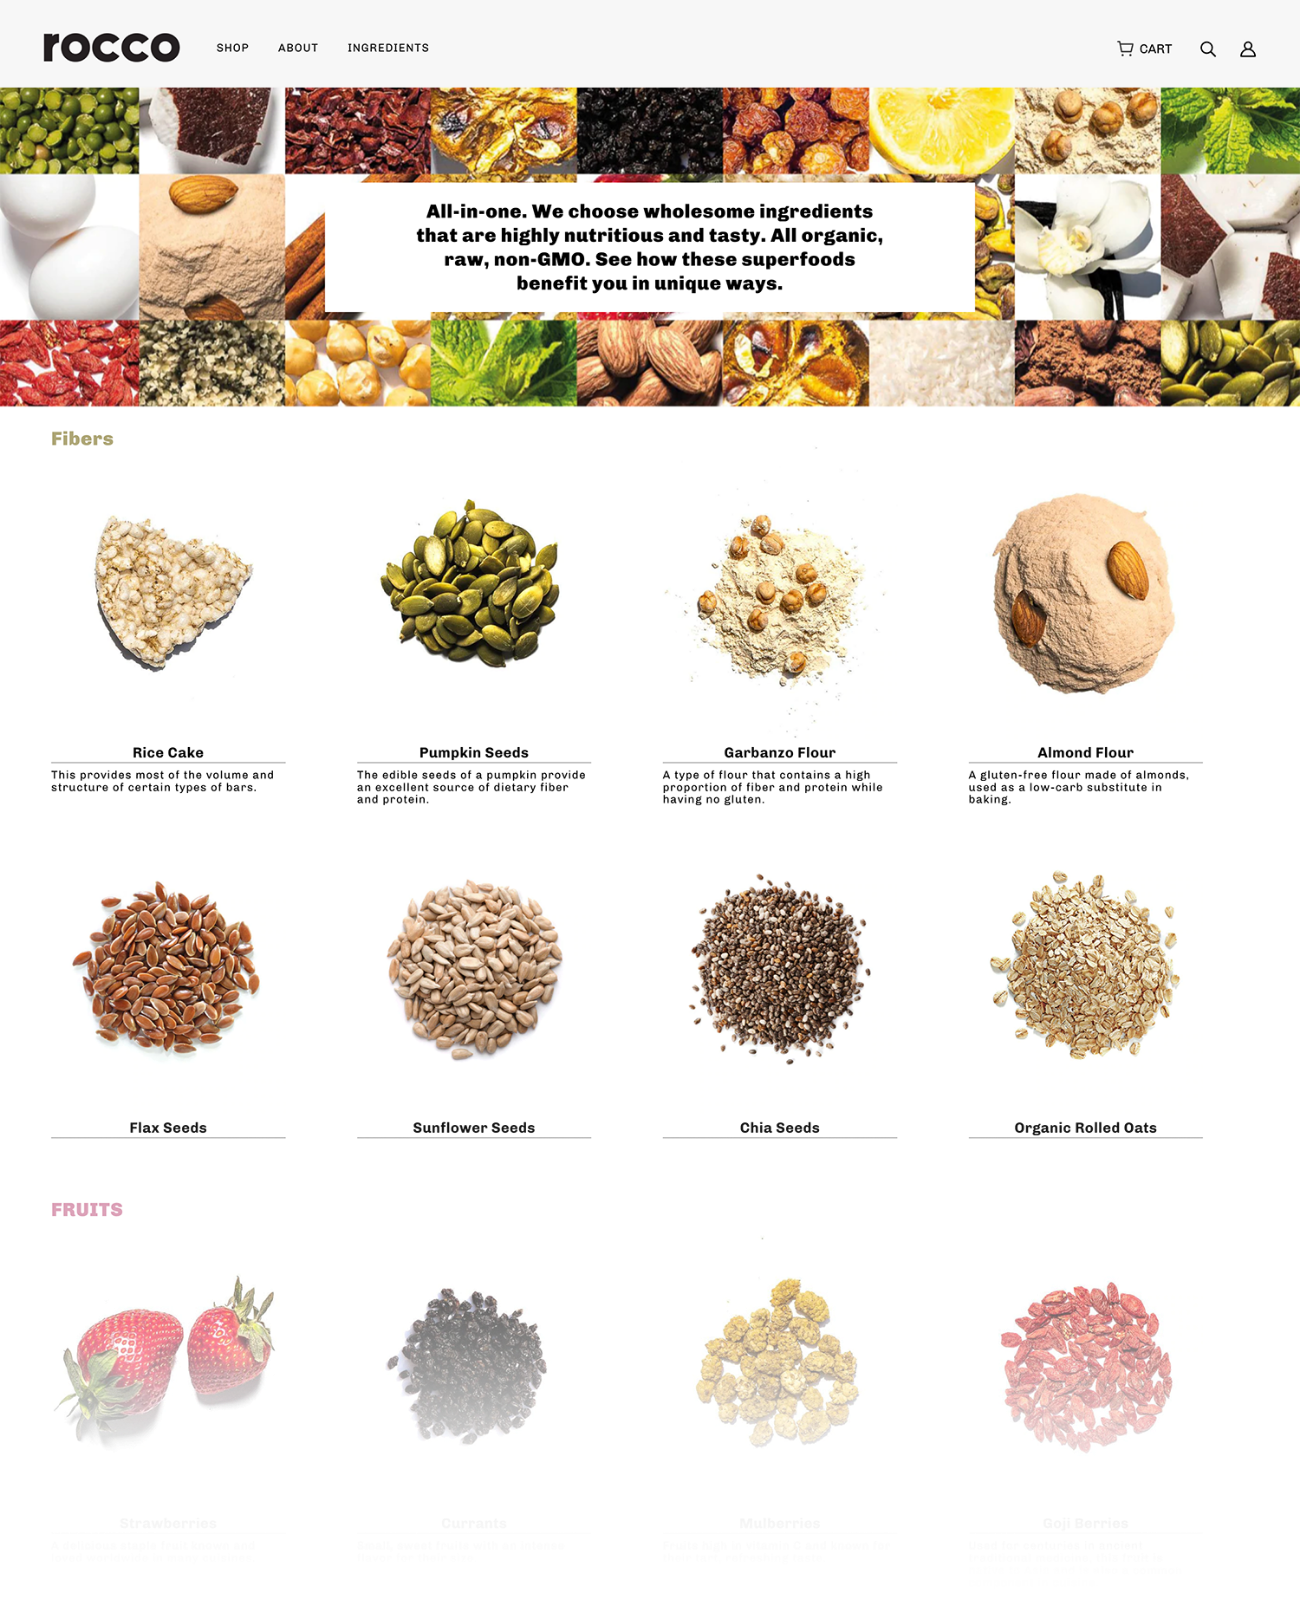 rocco
SHOP
ABOUT
INGREDIENTS
CART
All-in-one. We choose wholesome ingredients
that are highly nutritious and tasty. All organic,
raw, non-GMO. See how these superfoods
benefit you in unique ways.
Fibers
Rice Cake
This provides most of the volume and
structure of certain types of bars.
Pumpkin Seeds
The edible seeds of a pumpkin provide
an excellent source of dietary fiber
and protein.
Garbanzo Flour
A type of flour that contains a high
proportion of fiber and protein while
having no gluten.
Almond Flour
A gluten-free flour made of almonds,
used as a low-carb substitute in
baking.
Flax Seeds
Sunflower Seeds
Chia Seeds
Organic Rolled Oats
FRUITS
Strawberries
Currants
Mulberries
Goji Berries